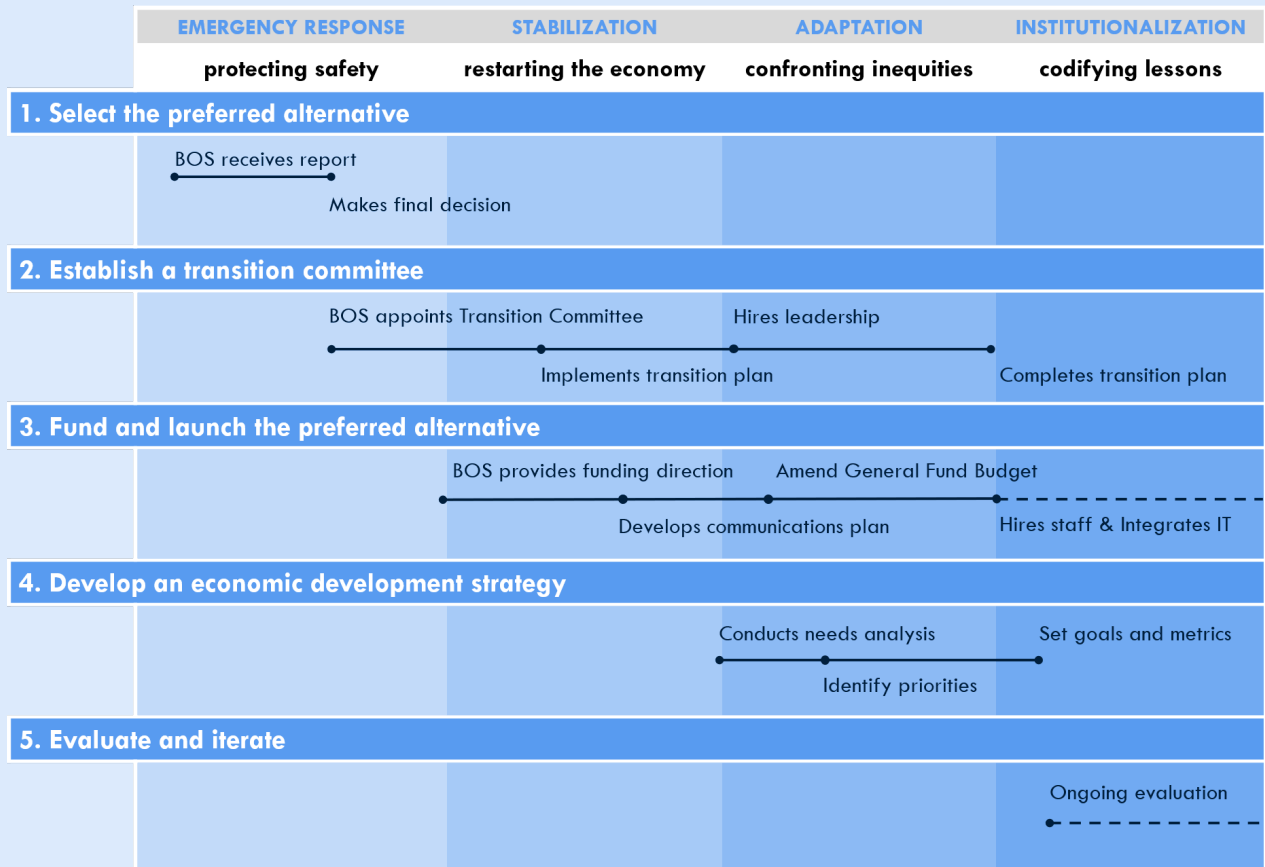 EMERGENCY RESPONSE STABILIZATION ADAPTATION INSTITUTIONALIZATION
protecting safety restarting the economy confronting inequities codifying lessons
1. Select the preferred alternative
BOS receives report
Makes final decision
2. Establish a transition committee
BOS appoints Transition Committee Hires leadership
Implements transition plan Completes transition plan
3. Fund and launch the preferred alternative
BOS provides funding direction Amend General Fund Budget
Develops communications plan Hires staff & Integrates IT
4. Develop an economic development strategy
Conducts needs analysis Set goals and metrics
Identify priorities
5. Evaluate and iterate
Ongoing evaluation